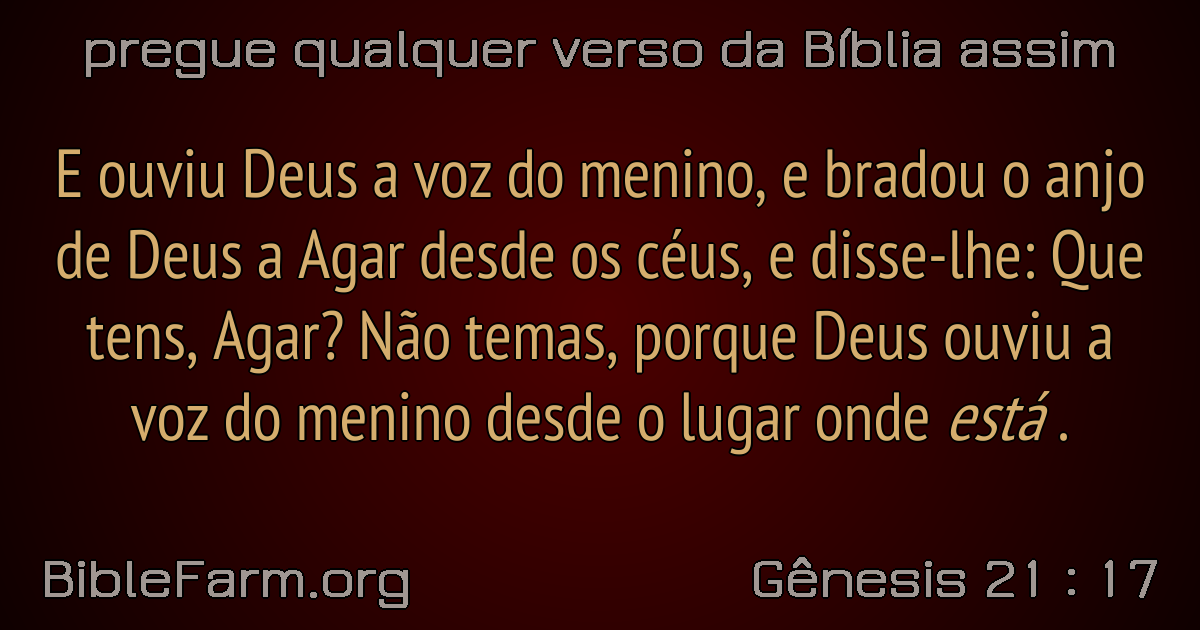 pregue qualquer verso da Bíblia assim
E ouviu Deus a voz do menino, e bradou o anjo
de Deus a Agar desde os céus, e disse-lhe: Que
tens, Agar? Não temas, porque Deus ouviu a
voz do menino desde o lugar onde está .
BibleFarm.org
Gênesis 21 : 17